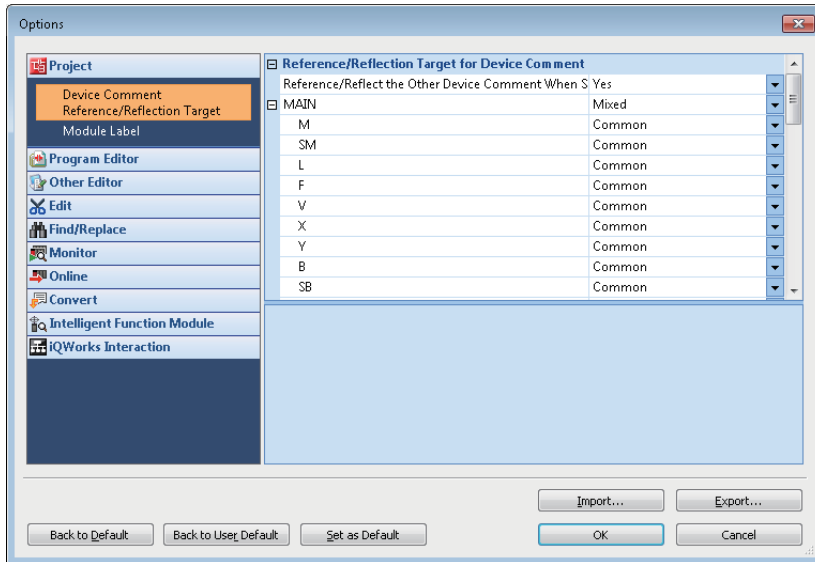 Options
Project
Device Comment
Reference/Reflection Target
Module Label
Program Editor
Other Editor
Edit
Find/Replace
Monitor
Online
Convert
Intelligent Function Module
iQWorks Interaction
Reference/Reflection Target for Device Comment
Reference/Reflect the Other Device Comment When S Yes
MAIN Mixed
M Common
SM Common
L Common
F Common
V Common
X Common
Y Common
B Common
SB Common
Import...
Export...
Back to Default
Back to User Default
Set as Default
OK
Cancel